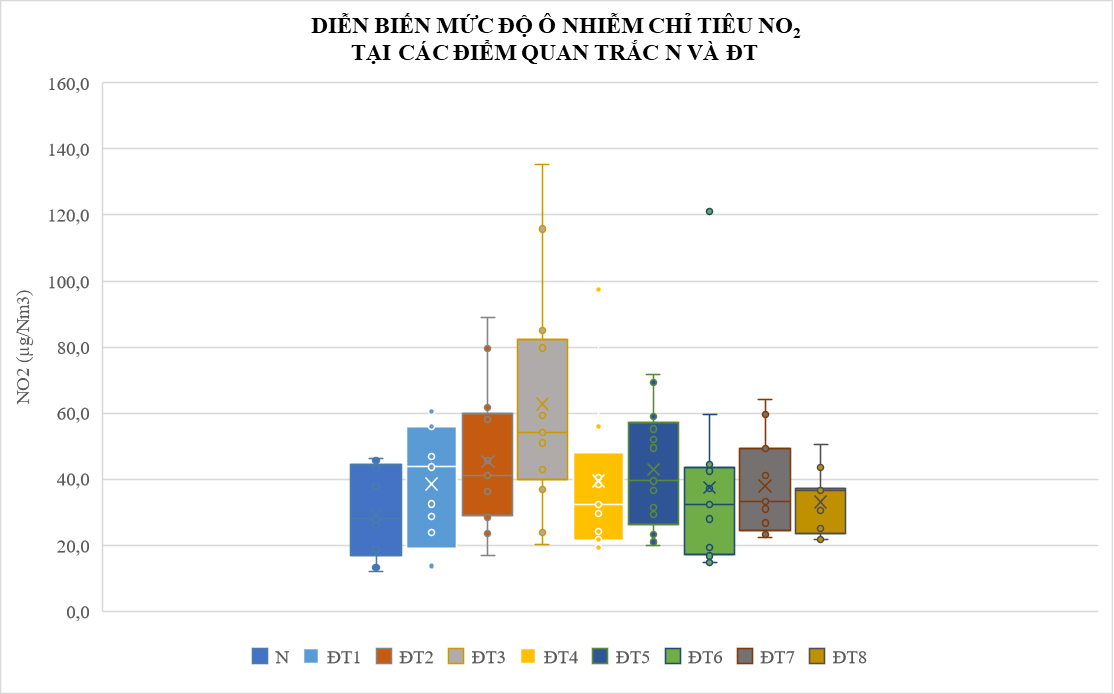 DIỄN BIẾN MỨC ĐỘ Ô NHIỄM CHỈ TIÊU NO₂
TẠI CÁC ĐIỂM QUAN TRẮC N VÀ ĐT
160,0
140,0
120,0
100,0
80,0
60,0
40,0
20,0
0,0
NO2 (µg/Nm3)
N ĐT1 ĐT2 ĐT3 ĐT4 ĐT5 ĐT6 ĐT7 ĐT8